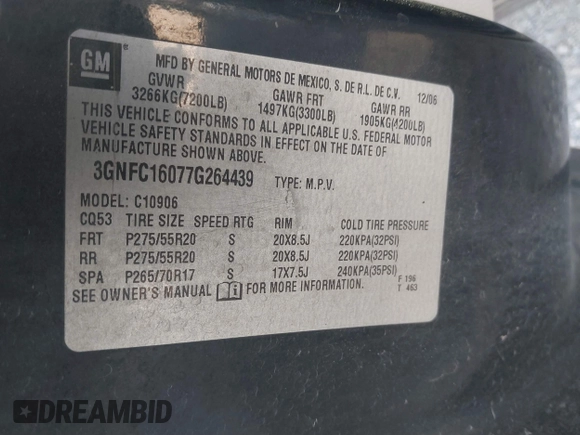 GM
®
MFD BY GENERAL MOTORS DE MEXICO, S. DE R.L. DE C.V. 12/06
GVWR GAWR FRT GAWR RR
3266KG(7200LB) 1497KG(3300LB) 1905KG(4200LB)
THIS VEHICLE CONFORMS TO ALL APPLICABLE U.S. FEDERAL MOTOR
VEHICLE SAFETY STANDARDS IN EFFECT ON THE DATE OF
MANUFACTURE SHOWN ABOVE.
3GNFC16077G264439 TYPE: M.P.V.
MODEL: C10906
CQ53 TIRE SIZE SPEED RTG RIM COLD TIRE PRESSURE
FRT P275/55R20 S 20X8.5J 220KPA(32PSI)
RR P275/55R20 S 20X8.5J 220KPA(32PSI)
SPA P265/70R17 S 17X7.5J 240KPA(35PSI)
SEE OWNER'S MANUAL i FOR MORE INFORMATION.
F 196
T 463
DREAMBID